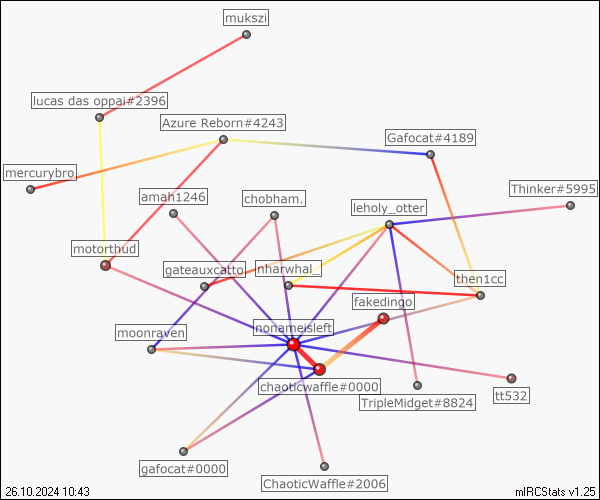 mukszi
lucas das oppai#2396
Azure Reborn#4243
Gafocat#4189
mercurybro
Thinker#5995
amah1246
chobham.
leholy_otter
motorthud
gateauxcatto
nharwhal_
then1cc
fakedingo
nonameisleft
moonraven
chaoticwaffle#0000
tt532
TripleMidget#8824
gafocat#0000
ChaoticWaffle#2006
26.10.2024 10:43
mIRCStats v1.25